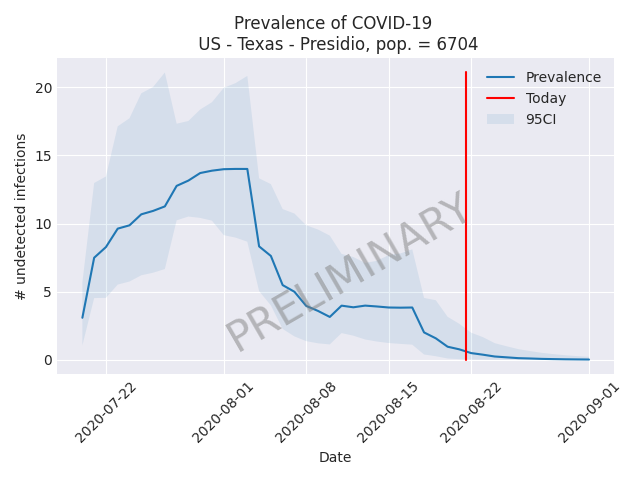 Prevalence of COVID-19
US - Texas - Presidio, pop. = 6704
# undetected infections
20
15
10
5
0
Prevalence
Today
95CI
PRELIMINARY
2020-07-22
2020-08-01
2020-08-08
2020-08-15
2020-08-22
2020-09-01
Date